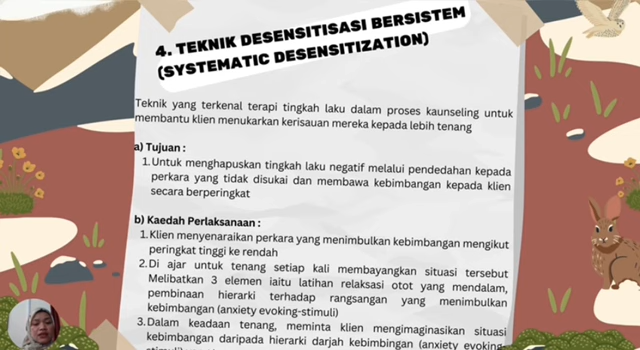 4. TEKNIK DESENSITISASI BERSISTEM
(SYSTEMATIC DESENSITIZATION)
Teknik yang terkenal terapi tingkah laku dalam proses kaunseling untuk
membantu klien menukarkan kerisauan mereka kepada lebih tenang
a) Tujuan :
1. Untuk menghapuskan tingkah laku negatif melalui pendedahan kepada
perkara yang tidak disukai dan membawa kebimbangan kepada klien
secara berperingkat
b) Kaedah Perlaksanaan :
1. Klien menyenaraikan perkara yang menimbulkan kebimbangan mengikut
peringkat tinggi ke rendah
2. Di ajar untuk tenang setiap kali membayangkan situasi tersebut
Melibatkan 3 elemen iaitu latihan relaksasi otot yang mendalam,
pembinaan hierarki terhadap rangsangan yang menimbulkan
kebimbangan (anxiety evoking-stimuli)
3. Dalam keadaan tenang, meminta klien mengimaginasikan situasi
kebimbangan daripada hierarki darjah kebimbingan (anxiety evoking-